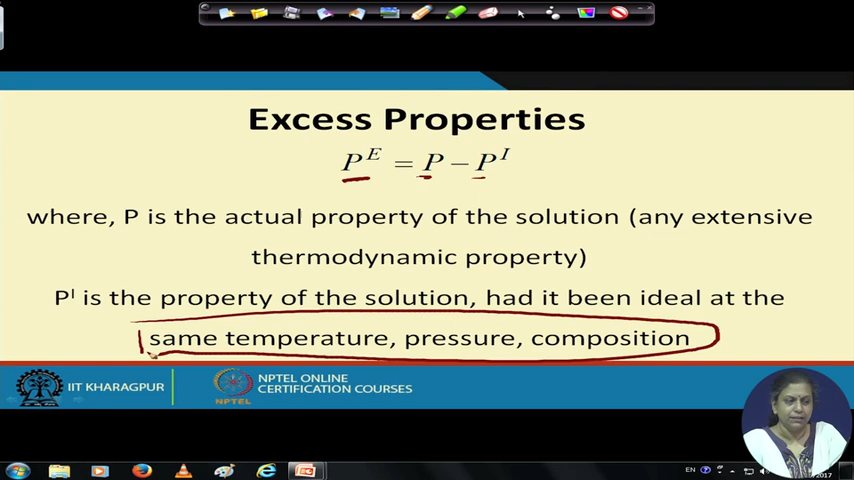 Excess Properties
P^E = P − P^I
where, P is the actual property of the solution (any extensive
thermodynamic property)
P^I is the property of the solution, had it been ideal at the
same temperature, pressure, composition
IIT KHARAGPUR
NPTEL
NPTEL ONLINE
CERTIFICATION COURSES
EN
2017